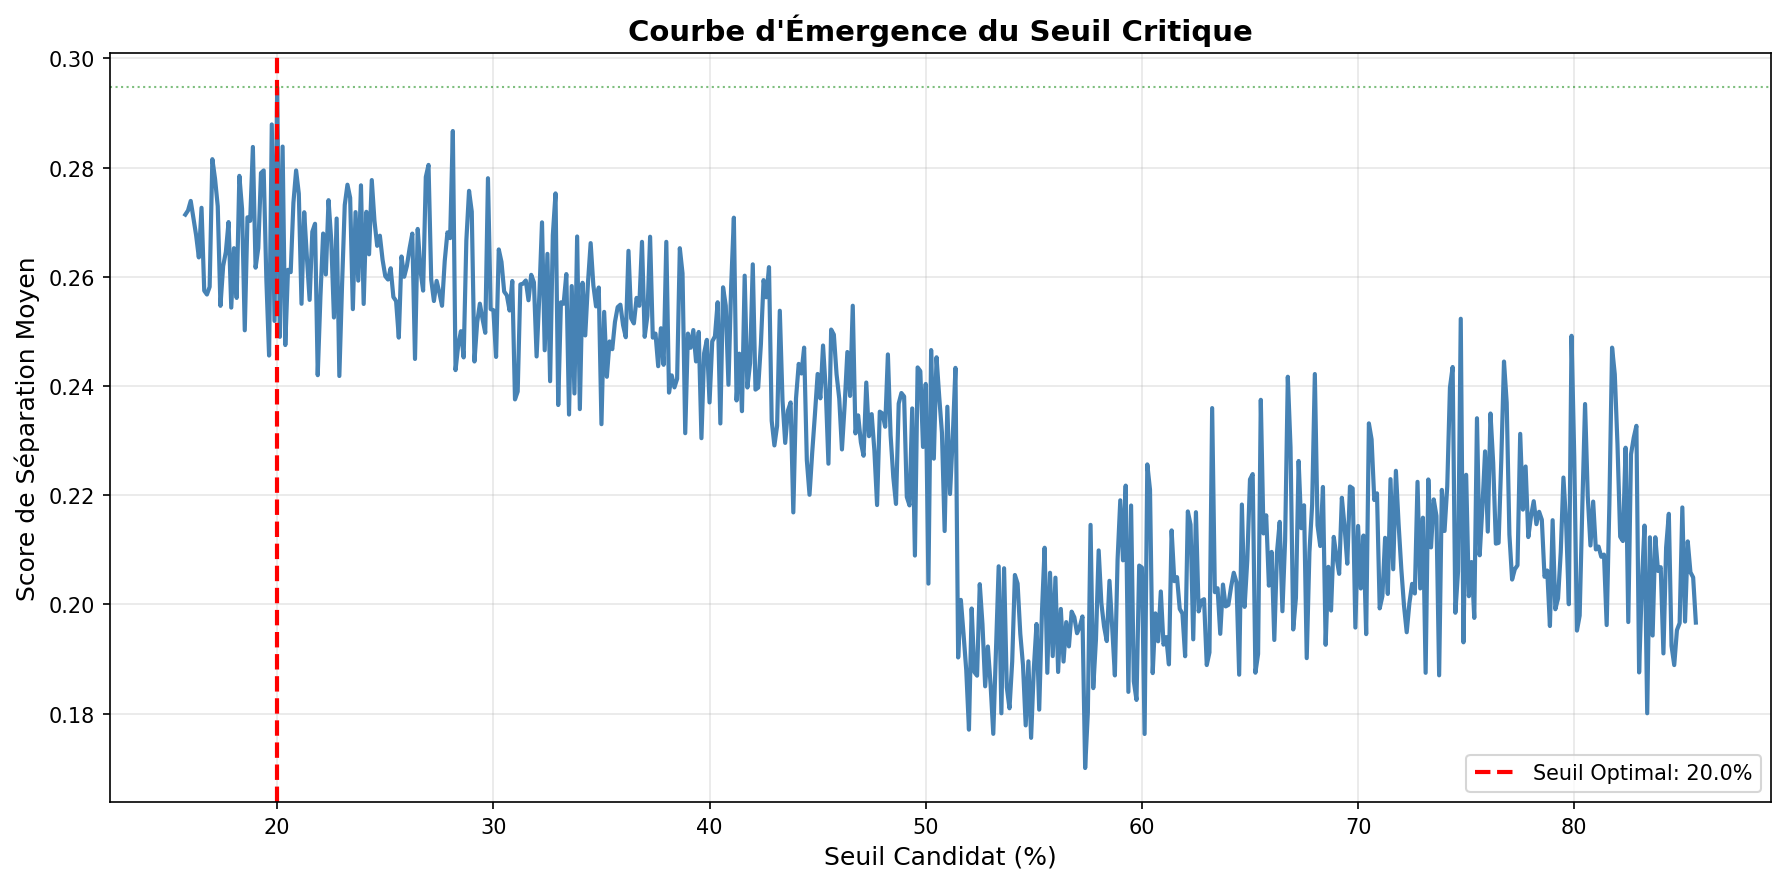 Courbe d'Émergence du Seuil Critique
Score de Séparation Moyen
0.30
0.28
0.26
0.24
0.22
0.20
0.18
Seuil Optimal: 20.0%
20 30 40 50 60 70 80
Seuil Candidat (%)